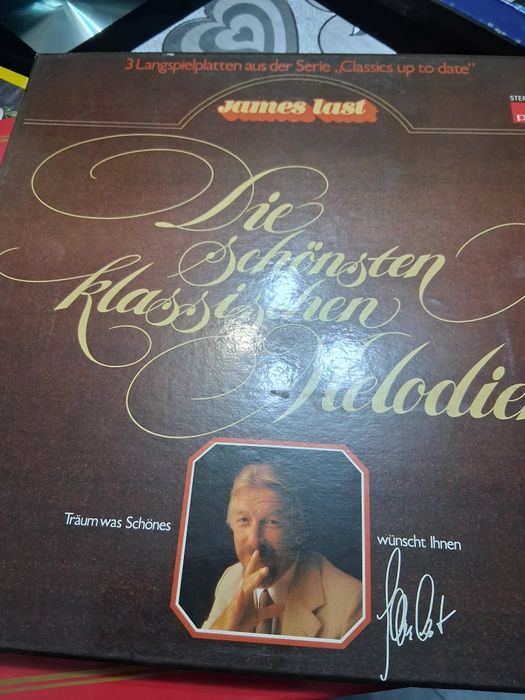 3 Langspielplatten aus der Serie „Classics up to date"
james last
Die
schönsten
klassischen
Melodien
Träum was Schönes
wünscht Ihnen